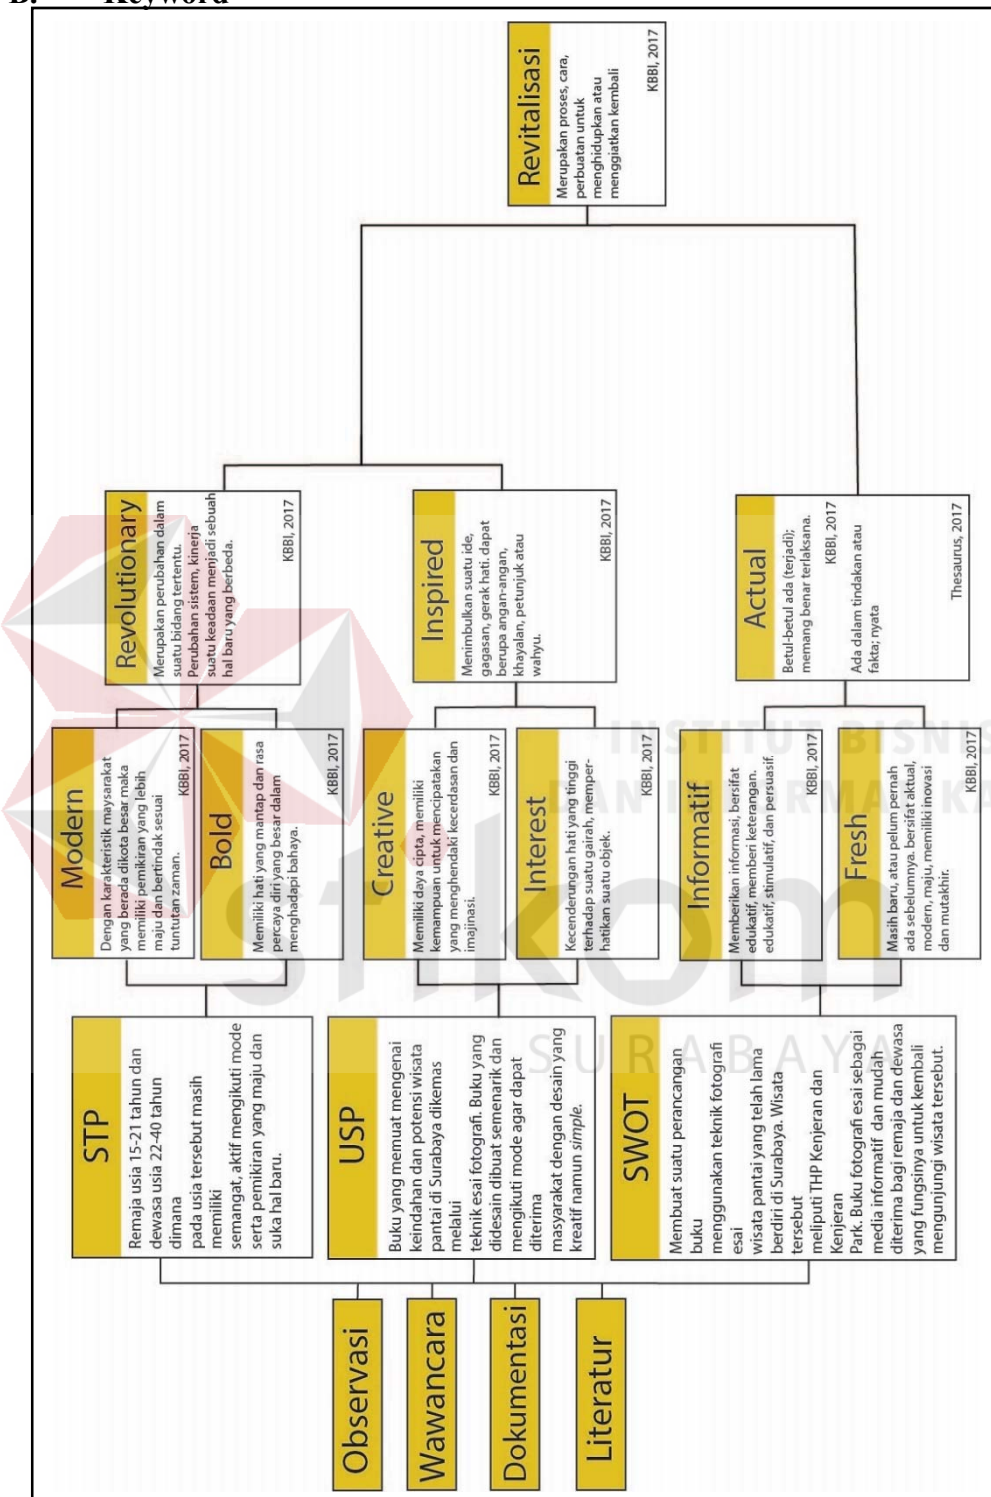 B. Keyword
Observasi
Wawancara
Dokumentasi
Literatur
STP
Remaja usia 15-21 tahun dan
dewasa usia 22-40 tahun
dimana
pada usia tersebut masih
memiliki
semangat, aktif mengikuti mode
serta pemikiran yang maju dan
suka hal baru.
USP
Buku yang memuat mengenai
keindahan dan potensi wisata
pantai di Surabaya dikemas
melalui
teknik esai fotografi. Buku yang
didesain dibuat semenarik dan
mengikuti mode agar dapat
diterima
masyarakat dengan desain yang
kreatif namun simple.
SWOT
Membuat suatu perancangan
buku
menggunakan teknik fotografi
esai
wisata pantai yang telah lama
berdiri di Surabaya. Wisata
tersebut
meliputi THP Kenjeran dan
Kenjeran
Park. Buku fotografi esai sebagai
media informatif dan mudah
diterima bagi remaja dan dewasa
yang fungsinya untuk kembali
mengunjungi wisata tersebut.
Modern
Dengan karakteristik maysarakat
yang berada dikota besar maka
memiliki pemikiran yang lebih
maju dan bertindak sesuai
tuntutan zaman.
KBBI, 2017
Bold
Memiliki hati yang mantap dan rasa
percaya diri yang besar dalam
menghadapi bahaya.
KBBI, 2017
Creative
Memiliki daya cipta, memiliki
kemampuan untuk mencipatakan
yang menghendaki kecerdasan dan
imajinasi.
KBBI, 2017
Interest
Kecenderungan hati yang tinggi
terhadap suatu gairah, memper-
hatikan suatu objek.
KBBI, 2017
Informatif
Memberikan informasi, bersifat
edukatif, memberi keterangan.
edukatif, stimulatif, dan persuasif.
KBBI, 2017
Fresh
Masih baru, atau pelum pernah
ada sebelumnya. bersifat aktual,
modern, maju, memiliki inovasi
dan mutakhir.
KBBI, 2017
Revolutionary
Merupakan perubahan dalam
suatu bidang tertentu.
Perubahan sistem, kinerja
suatu keadaan menjadi sebuah
hal baru yang berbeda.
KBBI, 2017
Inspired
Menimbulkan suatu ide,
gagasan, gerak hati. dapat
berupa angan-angan,
khayalan, petunjuk atau
wahyu.
KBBI, 2017
Actual
Betul-betul ada (terjadi);
memang benar terlaksana.
KBBI, 2017
Ada dalam tindakan atau
fakta; nyata
Thesaurus, 2017
Revitalisasi
Merupakan proses, cara,
perbuatan untuk
menghidupkan atau
menggiatkan kembali
KBBI, 2017
INSTITUT BISNIS
DAN INFORMATIKA
stikom
SURABAYA